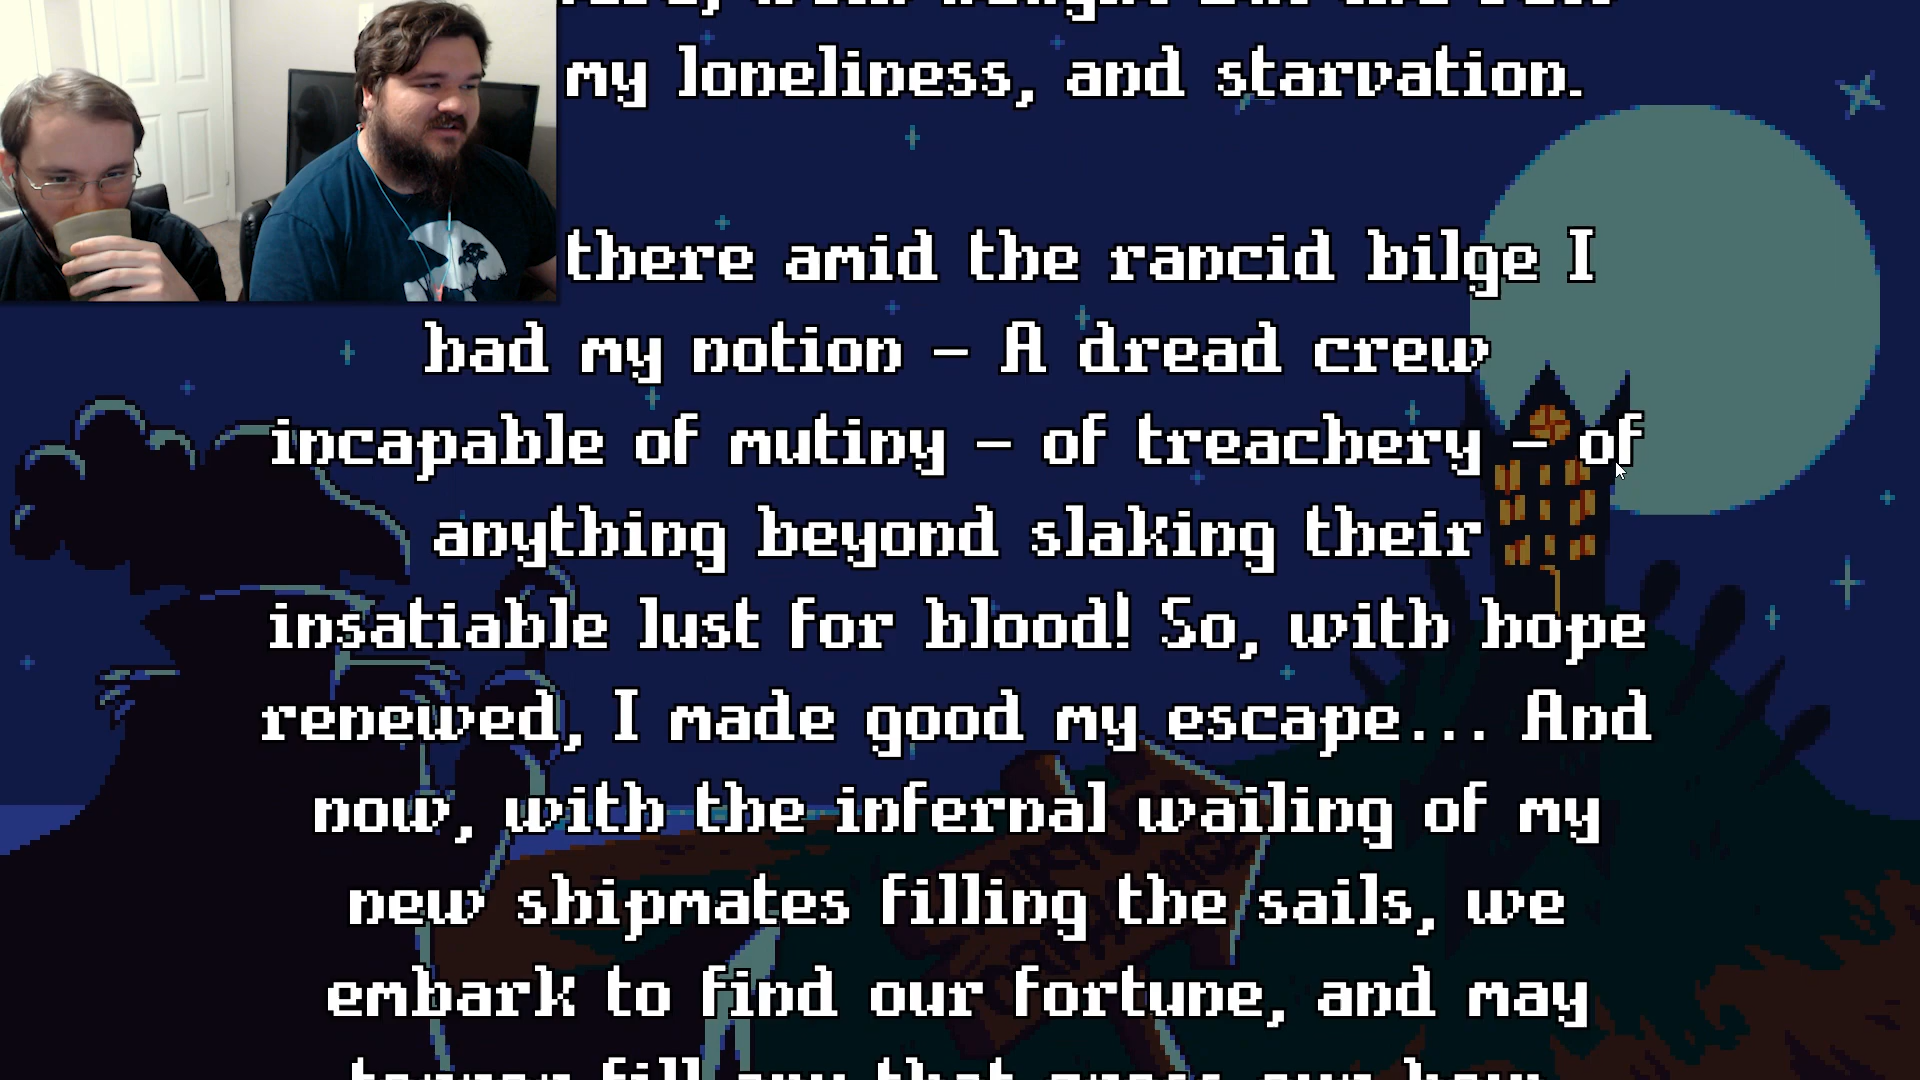 my loneliness, and starvation.
there amid the rancid bilge I
had my notion – A dread crew
incapable of mutiny – of treachery – of
anything beyond slaking their
insatiable lust for blood! So, with hope
renewed, I made good my escape... And
now, with the infernal wailing of my
new shipmates filling the sails, we
embark to find our fortune, and may